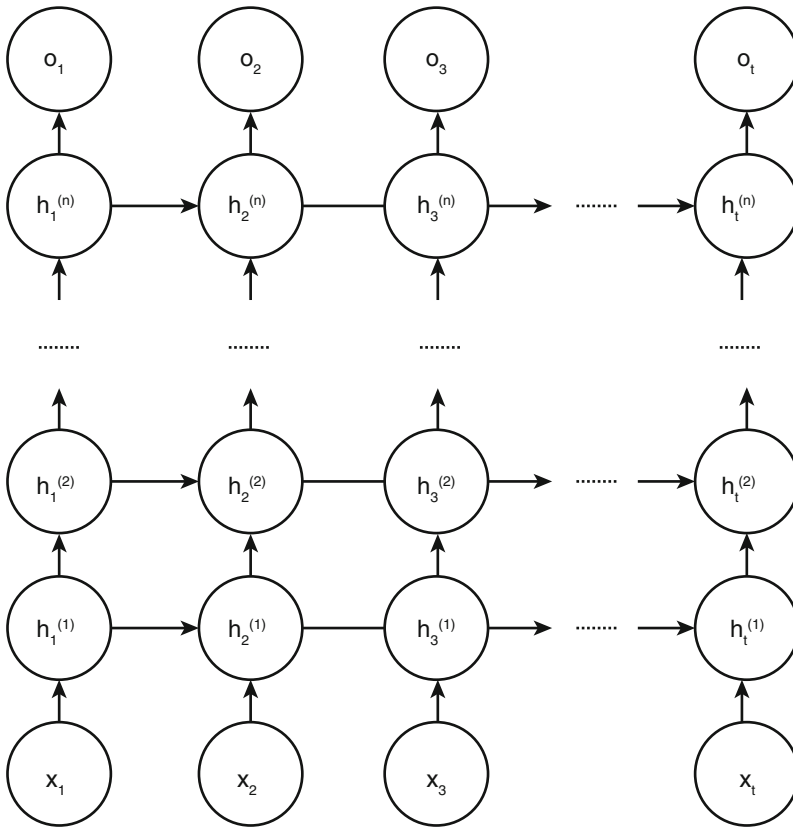 o₁ o₂ o₃ oₜ
h₁⁽ⁿ⁾ h₂⁽ⁿ⁾ h₃⁽ⁿ⁾ ........ hₜ⁽ⁿ⁾
........ ........ ........ ........
h₁⁽²⁾ h₂⁽²⁾ h₃⁽²⁾ ........ hₜ⁽²⁾
h₁⁽¹⁾ h₂⁽¹⁾ h₃⁽¹⁾ ........ hₜ⁽¹⁾
x₁ x₂ x₃ xₜ